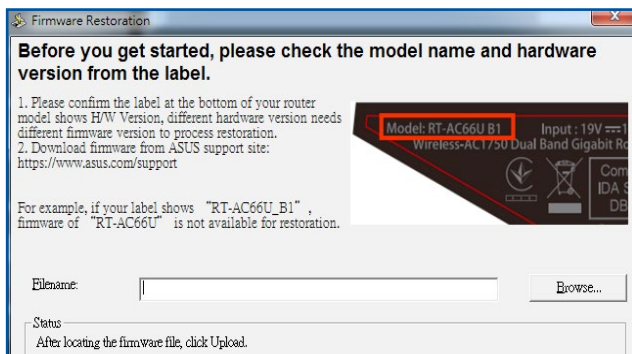 Firmware Restoration
Before you get started, please check the model name and hardware
version from the label.
1. Please confirm the label at the bottom of your router
model shows H/W Version, different hardware version needs
different firmware version to process restoration.
2. Download firmware from ASUS support site:
https://www.asus.com/support
For example, if your label shows “RT-AC66U_B1”,
firmware of “RT-AC66U” is not available for restoration.
Model: RT-AC66U B1 Input : 19V
Wireless-AC1750 Dual Band Gigabit
IDA
DB
Filename:
Browse...
Status
After locating the firmware file, click Upload.